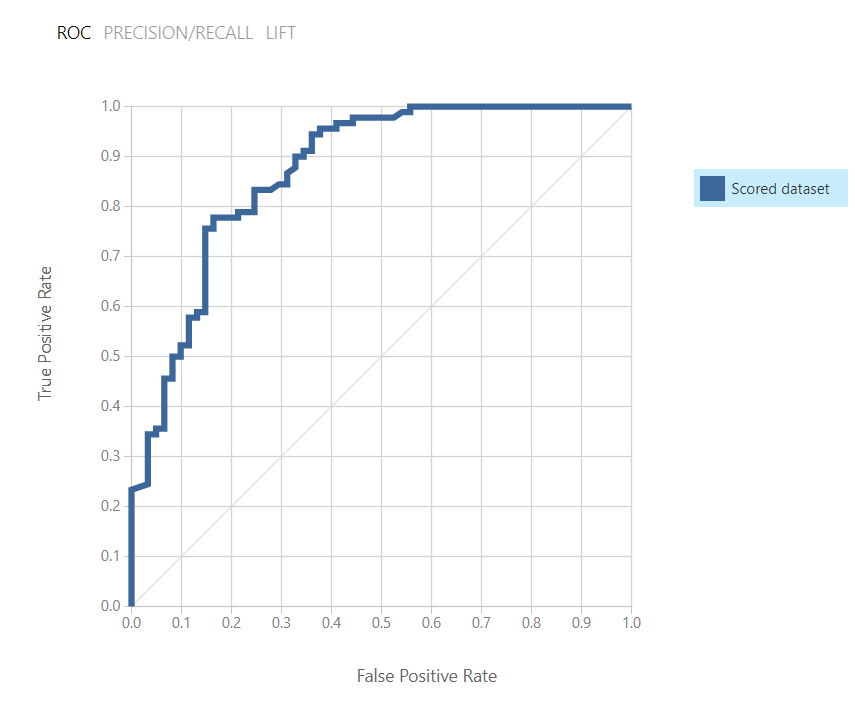 ROC PRECISION/RECALL LIFT
1.0
0.9
0.8
0.7
0.6
0.5
0.4
0.3
0.2
0.1
0.0
True Positive Rate
0.0 0.1 0.2 0.3 0.4 0.5 0.6 0.7 0.8 0.9 1.0
False Positive Rate
Scored dataset